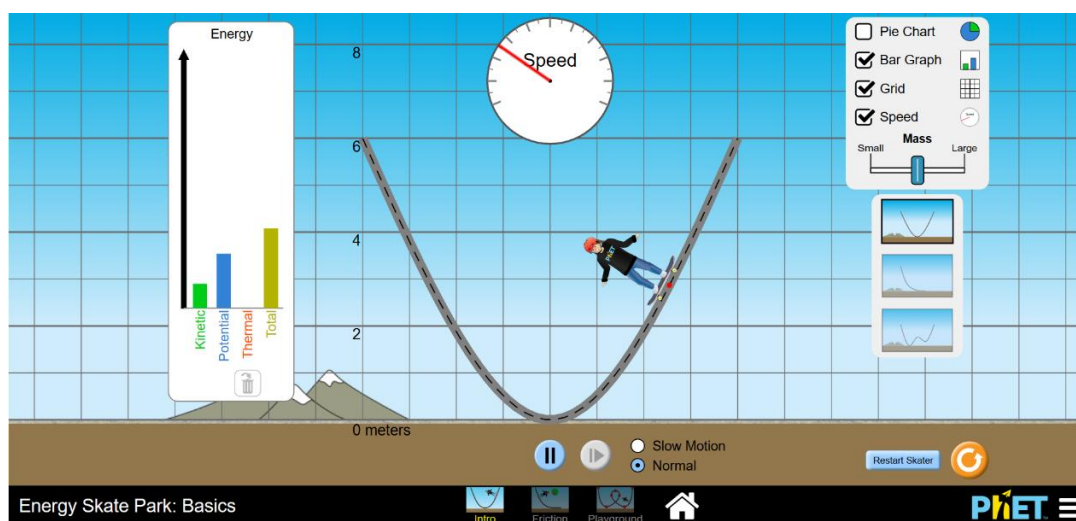 Energy
Kinetic
Potential
Thermal
Total
8
6
4
2
0 meters
Speed
Pie Chart
Bar Graph
Grid
Speed
Mass
Small
Large
PhET
Slow Motion
Normal
Restart Skater
Energy Skate Park: Basics
Intro
Friction
Playground
PhET